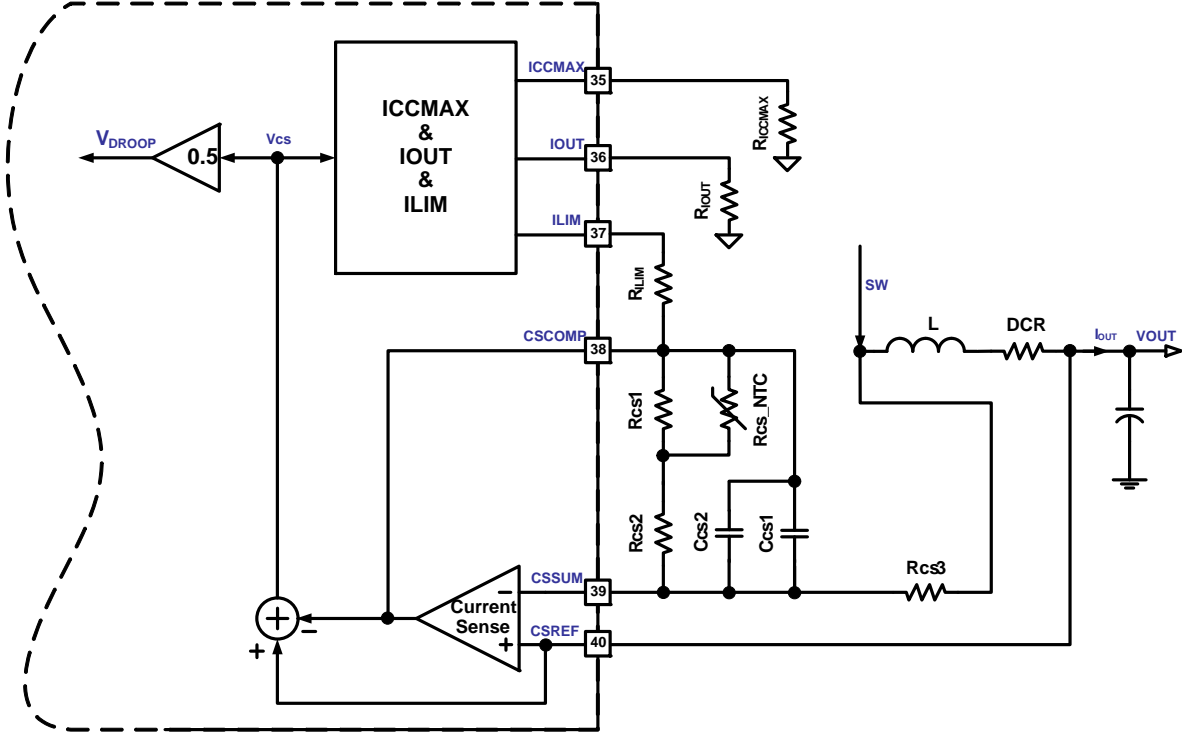 ICCMAX
35
ICCMAX
&
IOUT
&
ILIM
RICCMAX
VDROOP
0.5
Vcs
IOUT
36
RIOUT
ILIM
37
RILIM
SW
CSCOMP
38
L
DCR
IOUT
VOUT
Rcs1
Rcs_NTC
Rcs2
Ccs2
Ccs1
Rcs3
CSSUM
39
−
Current
Sense
CSREF
40
+
+
−
+